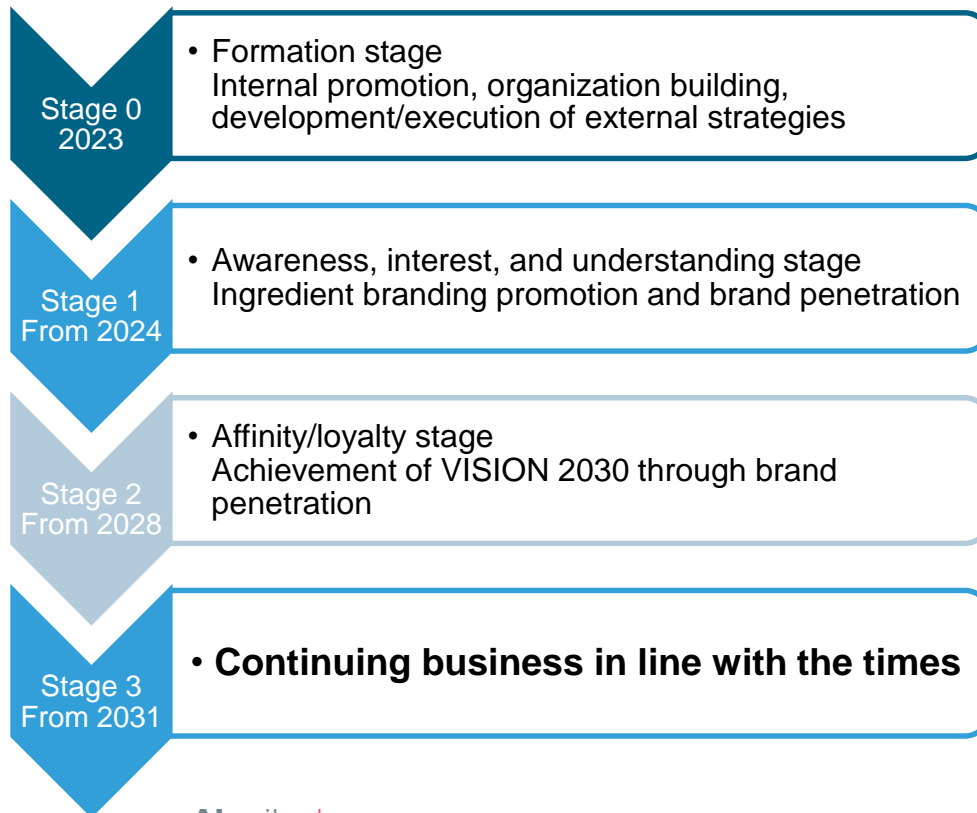 Stage 0
2023
• Formation stage
Internal promotion, organization building,
development/execution of external strategies
Stage 1
From 2024
• Awareness, interest, and understanding stage
Ingredient branding promotion and brand penetration
Stage 2
From 2028
• Affinity/loyalty stage
Achievement of VISION 2030 through brand
penetration
Stage 3
From 2031
• Continuing business in line with the times